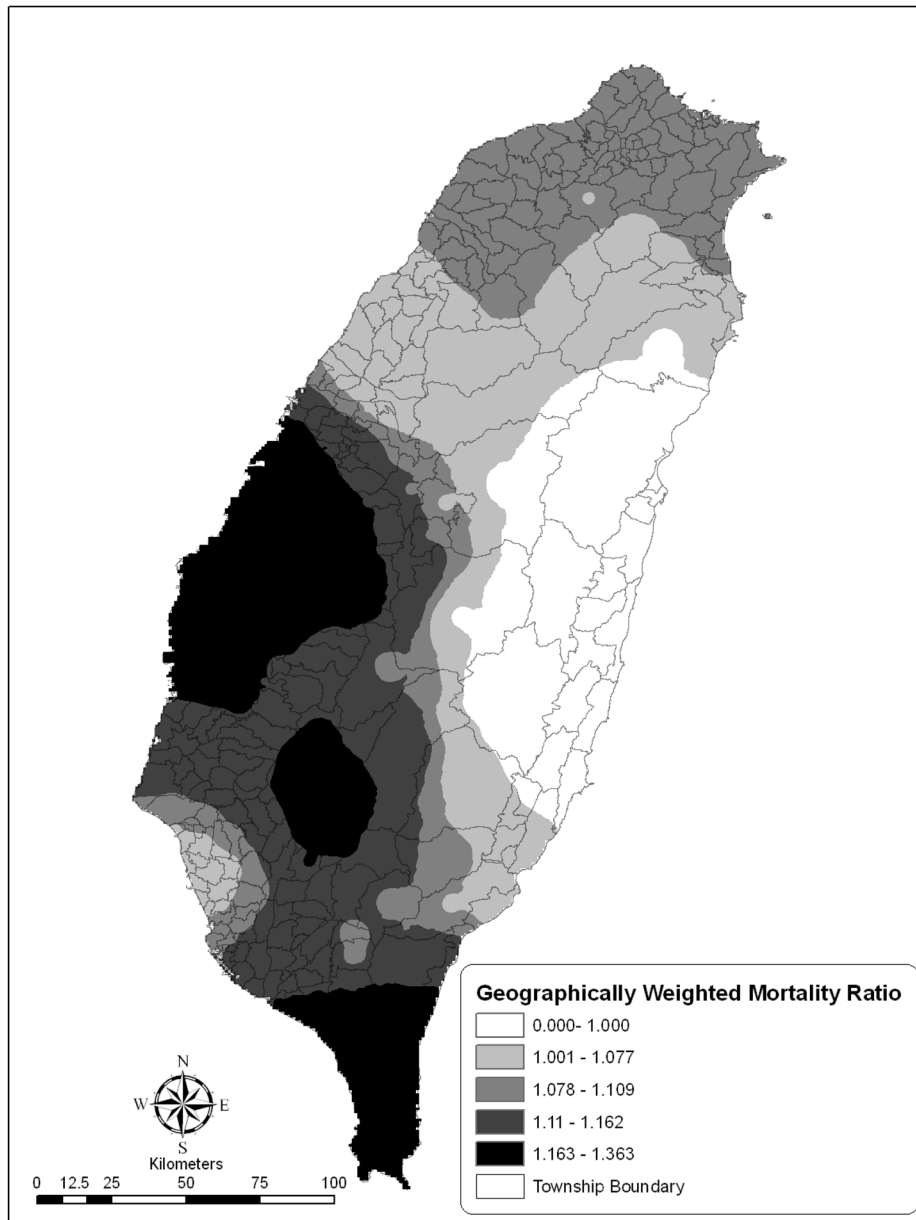 Geographically Weighted Mortality Ratio
0.000- 1.000
1.001 - 1.077
1.078 - 1.109
1.11 - 1.162
1.163 - 1.363
Township Boundary
N
W E
S
Kilometers
0 12.5 25 50 75 100